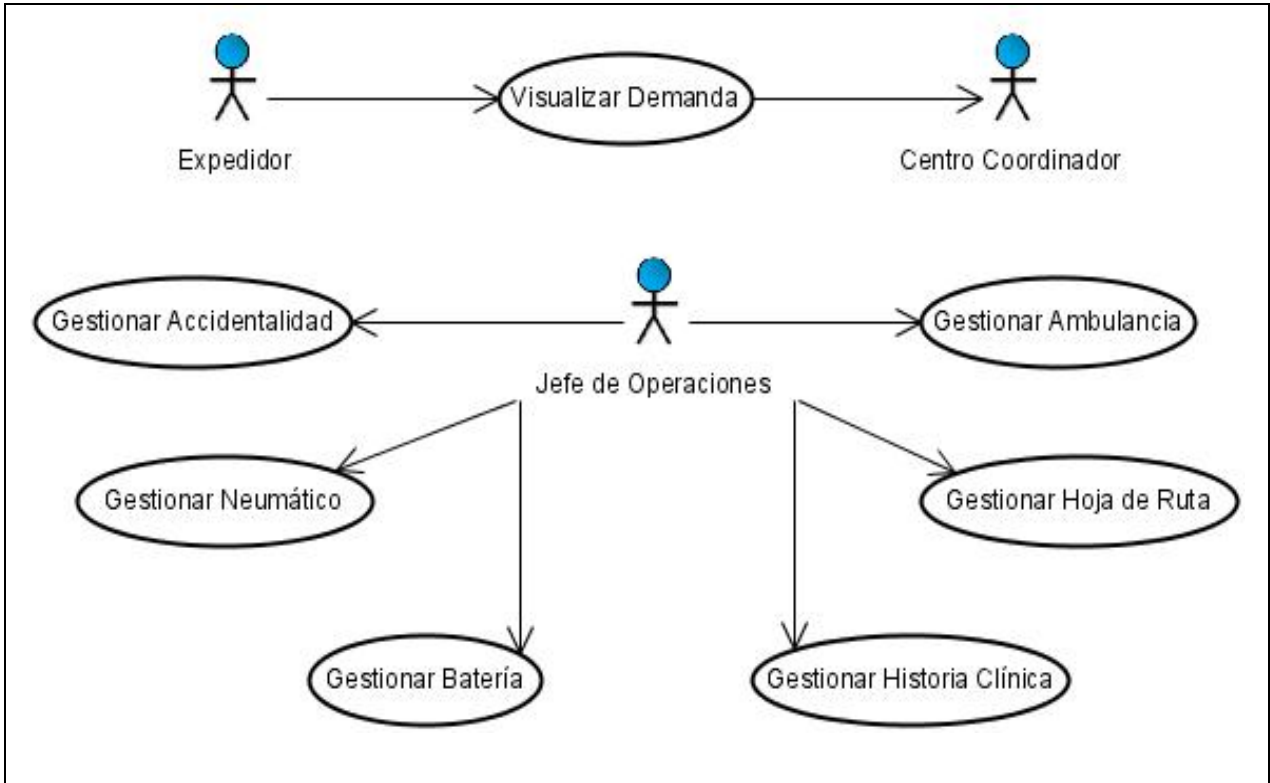 Visualizar Demanda
Expedidor
Centro Coordinador
Gestionar Accidentalidad
Gestionar Ambulancia
Jefe de Operaciones
Gestionar Neumático
Gestionar Hoja de Ruta
Gestionar Batería
Gestionar Historia Clínica